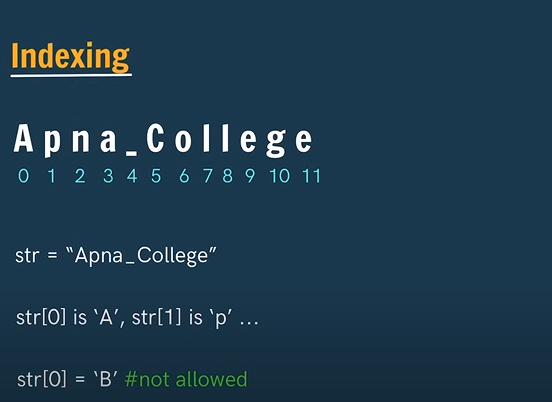 Indexing
Apna_College
0 1 2 3 4 5 6 7 8 9 10 11
str = “Apna_College”
str[0] is ‘A’, str[1] is ‘p’ ...
str[0] = ‘B’ #not allowed